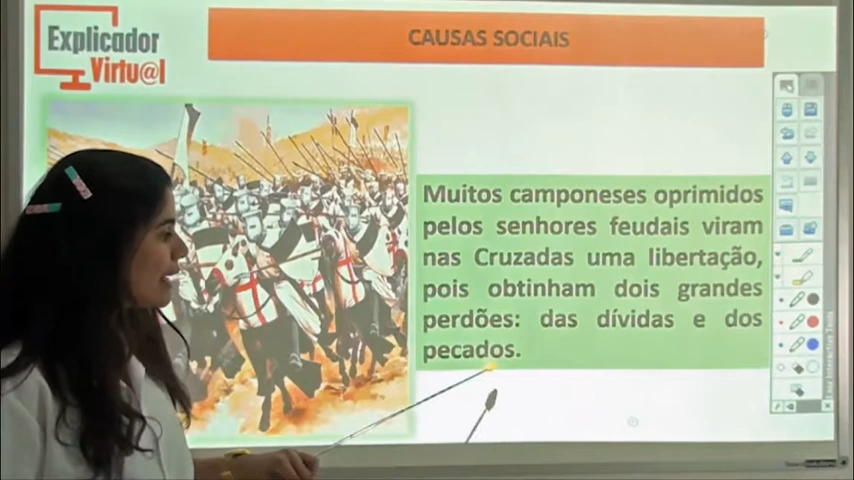 Explicador
Virtu@l
CAUSAS SOCIAIS
Muitos camponeses oprimidos
pelos senhores feudais viram
nas Cruzadas uma libertação,
pois obtinham dois grandes
perdões: das dívidas e dos
pecados.